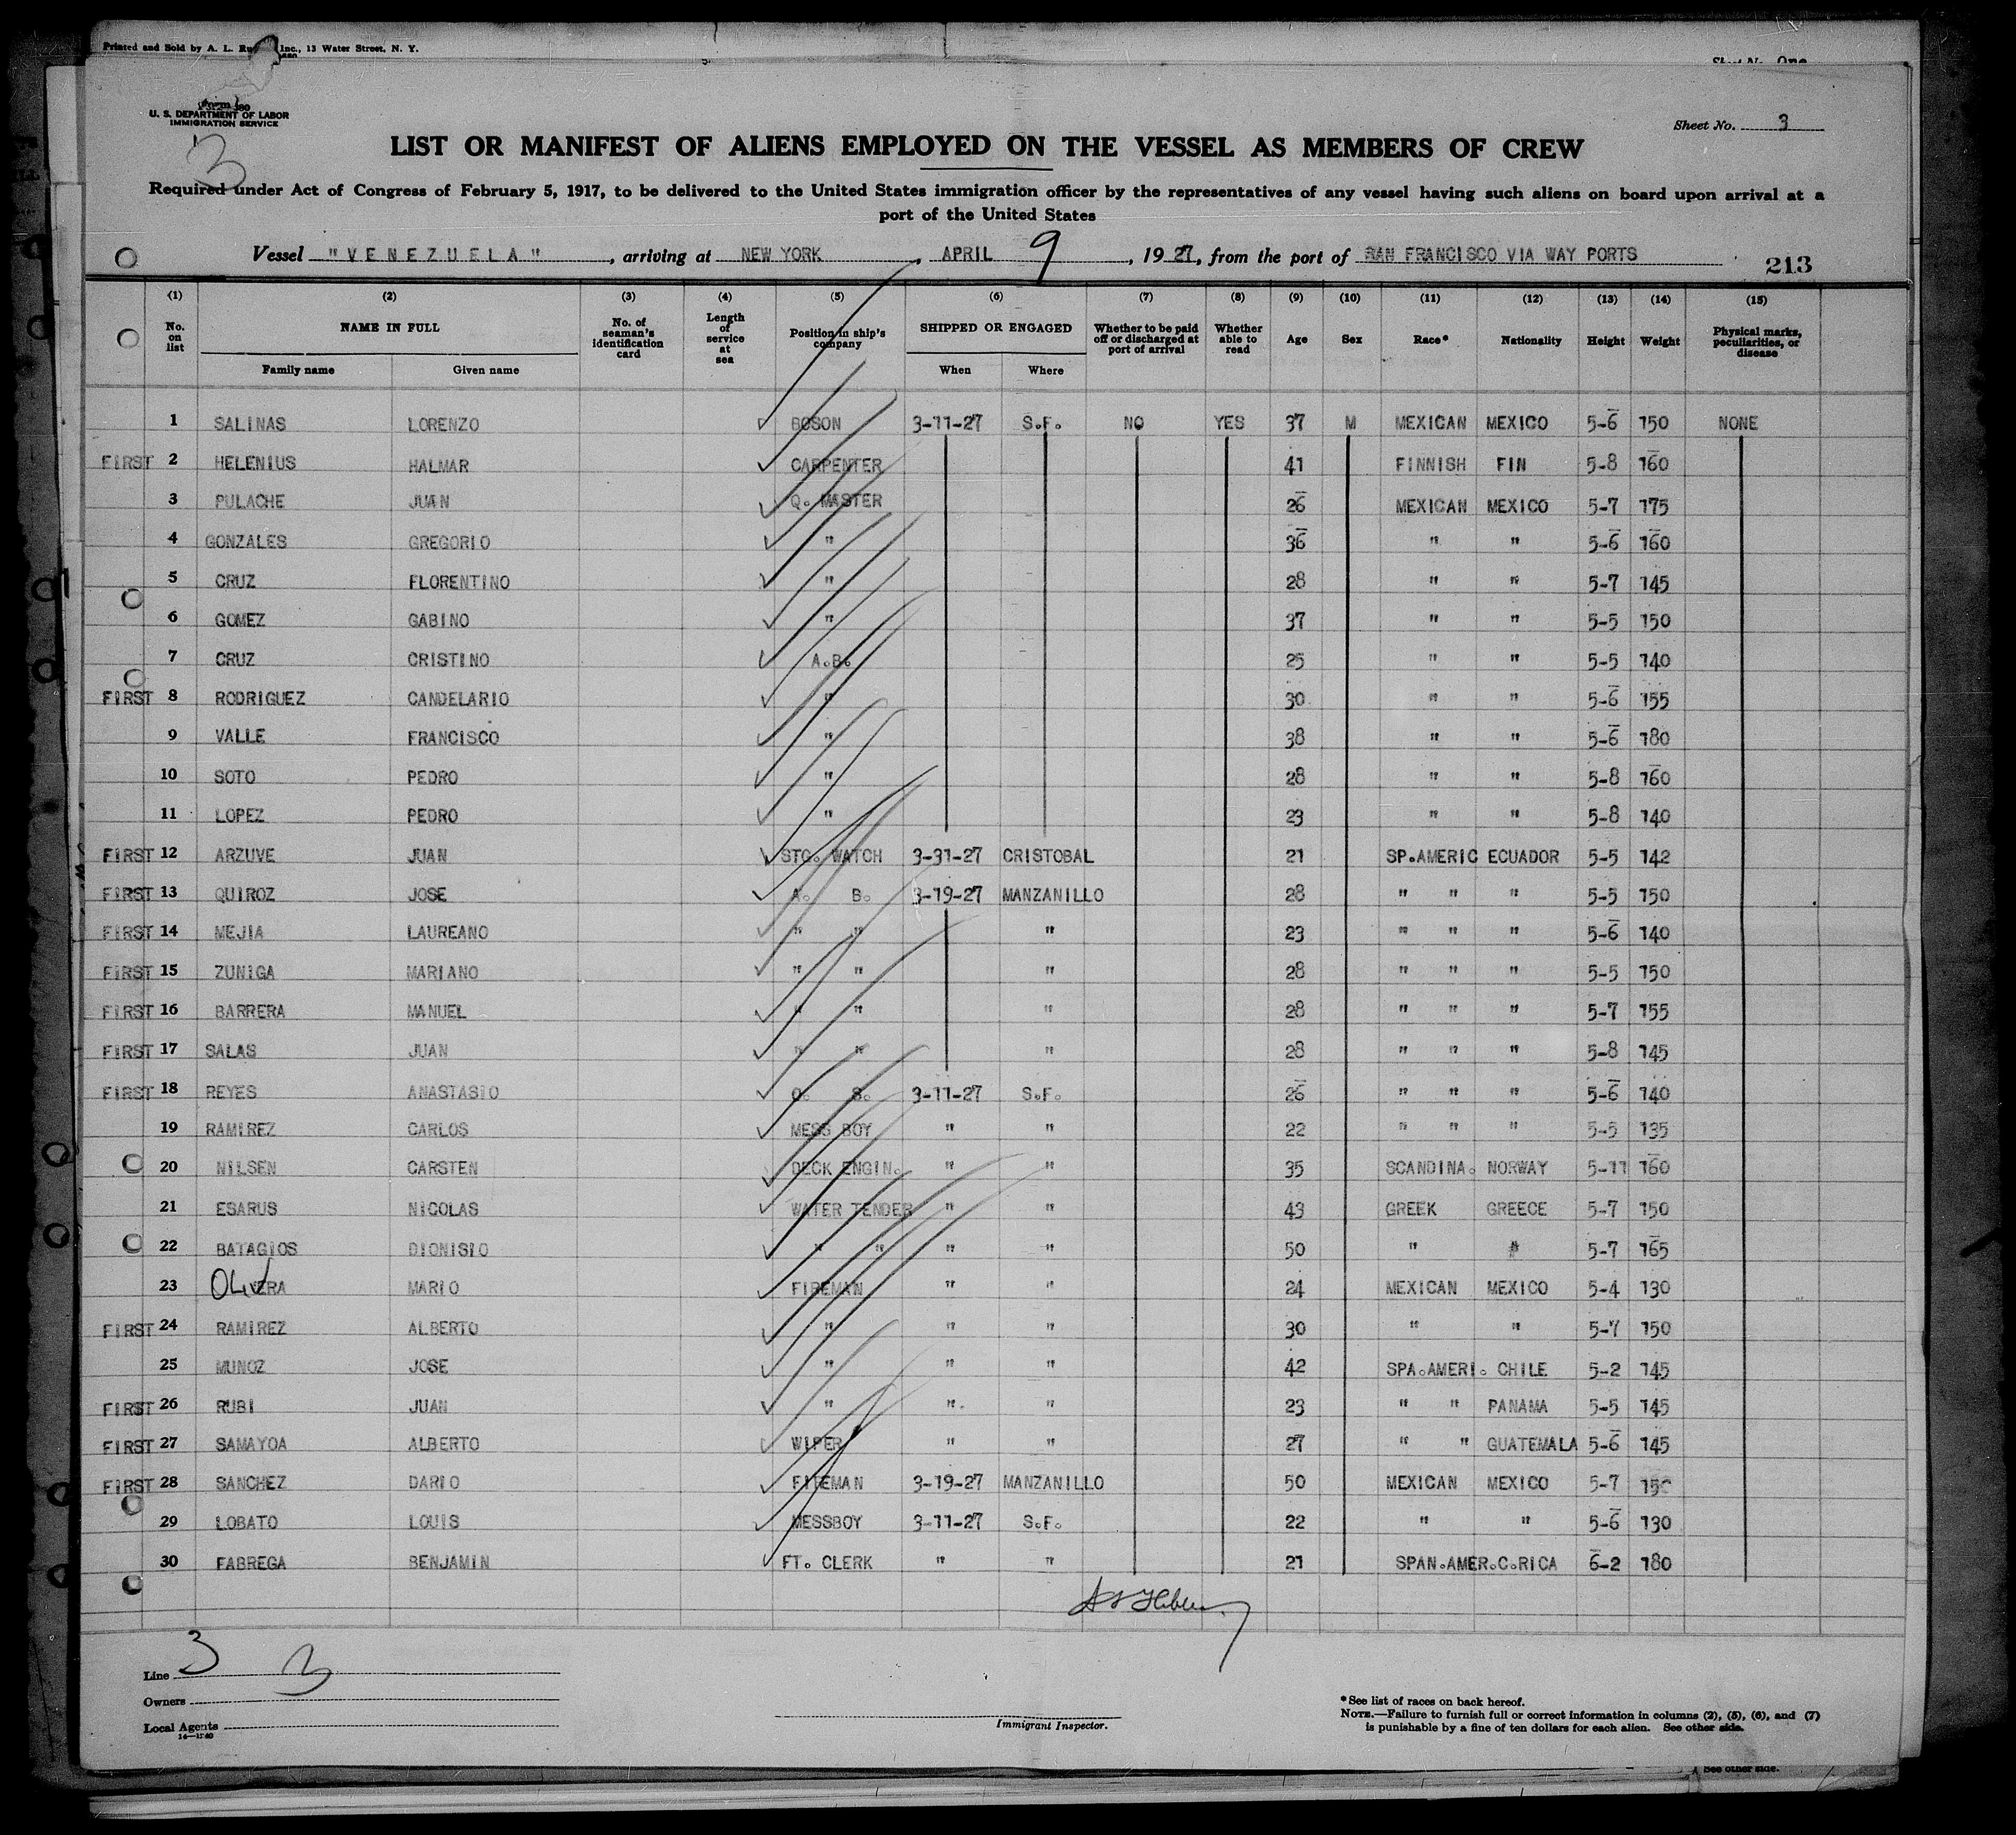 Printed and Sold by A. L. Inc., 13 Water Street, N. Y.
Sheet No. One
U. S. DEPARTMENT OF LABOR
IMMIGRATION SERVICE
3
Sheet No. 3
LIST OR MANIFEST OF ALIENS EMPLOYED ON THE VESSEL AS MEMBERS OF CREW
Required under Act of Congress of February 5, 1917, to be delivered to the United States immigration officer by the representatives of any vessel having such aliens on board upon arrival at a
port of the United States
Vessel "VENEZUELA", arriving at NEW YORK, APRIL 9, 1927, from the port of SAN FRANCISCO VIA WAY PORTS
213
(1) (2) (3) (4) (5) (6) (7) (8) (9) (10) (11) (12) (13) (14) (15)
No. on list NAME IN FULL Family name Given name No. of seaman's identification card Length of service at sea Position in ship's company SHIPPED OR ENGAGED When Where Whether to be paid off or discharged at port of arrival Whether able to read Age Sex Race* Nationality Height Weight Physical marks, peculiarities, or disease
1 SALINAS LORENZO BOSON 3-11-27 S.F. NO YES 37 M MEXICAN MEXICO 5-6 150 NONE
FIRST 2 HELENIUS HALMAR CARPENTER 41 FINNISH FIN 5-8 160
3 PULACHE JUAN Q. MASTER 26 MEXICAN MEXICO 5-7 175
4 GONZALES GREGORIO " 36 " " 5-6 160
5 CRUZ FLORENTINO " 28 " " 5-7 145
6 GOMEZ GABINO " 37 " " 5-5 150
7 CRUZ CRISTINO A.B. 25 " " 5-5 140
FIRST 8 RODRIGUEZ CANDELARIO " 30 " " 5-6 155
9 VALLE FRANCISCO " 38 " " 5-6 180
10 SOTO PEDRO " 28 " " 5-8 160
11 LOPEZ PEDRO " 23 " " 5-8 140
FIRST 12 ARZUVE JUAN STG. WATCH 3-31-27 CRISTOBAL 21 SP.AMERIC ECUADOR 5-5 142
FIRST 13 QUIROZ JOSE A. B. 3-19-27 MANZANILLO 28 " " " 5-5 150
FIRST 14 MEJIA LAUREANO " " " 23 " " " 5-6 140
FIRST 15 ZUNIGA MARIANO " " " 28 " " " 5-5 150
FIRST 16 BARRERA MANUEL " " " 28 " " " 5-7 155
FIRST 17 SALAS JUAN " " " 28 " " " 5-8 145
FIRST 18 REYES ANASTASIO O. S. 3-11-27 S.F. 26 " " " 5-6 140
19 RAMIREZ CARLOS MESS BOY " " 22 " " " 5-5 135
20 NILSEN CARSTEN DECK ENGIN. " " 35 SCANDINA. NORWAY 5-11 160
21 ESARUS NICOLAS WATER TENDER " " 43 GREEK GREECE 5-7 150
22 BATAGIOS DIONISIO " " " " 50 " " 5-7 165
23 OLIVERA MARIO FIREMAN " " 24 MEXICAN MEXICO 5-4 130
FIRST 24 RAMIREZ ALBERTO " " " 30 " " 5-7 150
25 MUNOZ JOSE " " " 42 SPA.AMERI. CHILE 5-2 145
FIRST 26 RUBI JUAN " " " 23 " " PANAMA 5-5 145
FIRST 27 SAMAYOA ALBERTO WIPER " " 27 " " GUATEMALA 5-6 145
FIRST 28 SANCHEZ DARIO FIREMAN 3-19-27 MANZANILLO 50 MEXICAN MEXICO 5-7 150
29 LOBATO LOUIS MESSBOY 3-11-27 S.F. 22 " " 5-6 130
30 FABREGA BENJAMIN FT. CLERK " " 21 SPAN.AMER.C.RICA 6-2 180
Line 3 3
Owners
Local Agents
Immigrant Inspector.
*See list of races on back hereof.
NOTE.—Failure to furnish full or correct information in columns (2), (5), (6), and (7)
is punishable by a fine of ten dollars for each alien. See other side.
See other side.